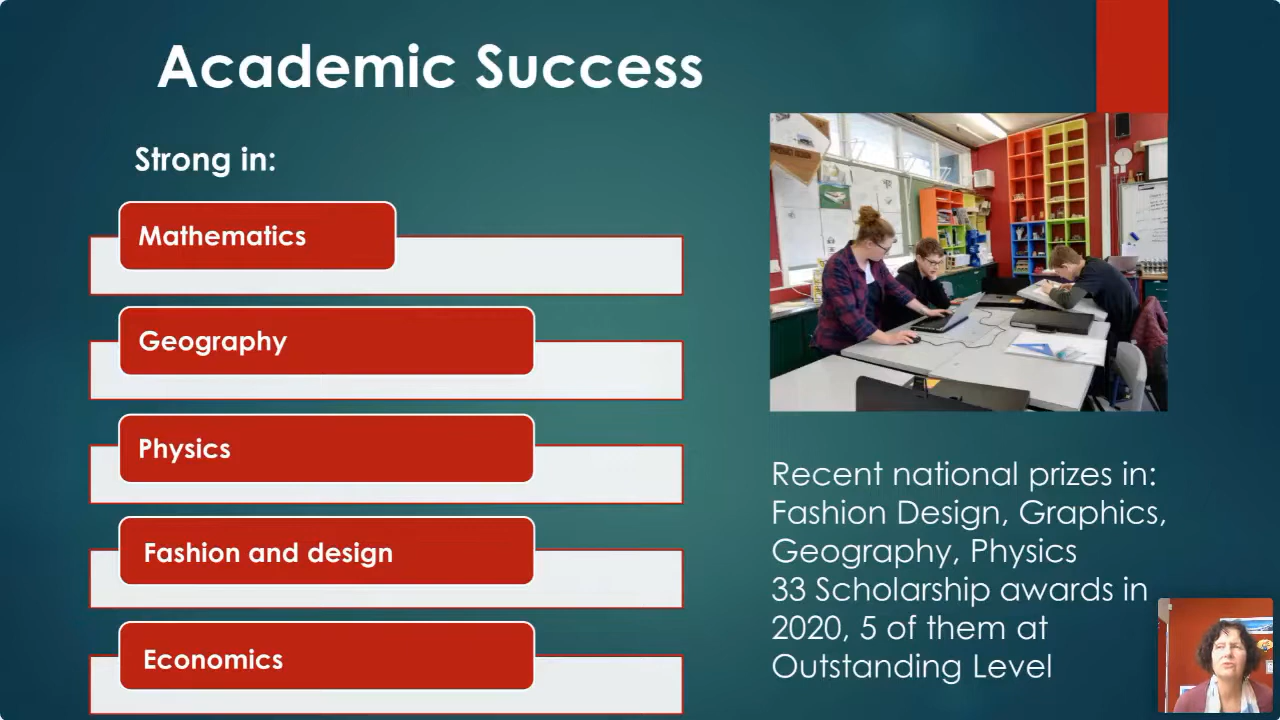 Academic Success
Strong in:
Mathematics
Geography
Physics
Fashion and design
Economics
Recent national prizes in:
Fashion Design, Graphics,
Geography, Physics
33 Scholarship awards in
2020, 5 of them at
Outstanding Level